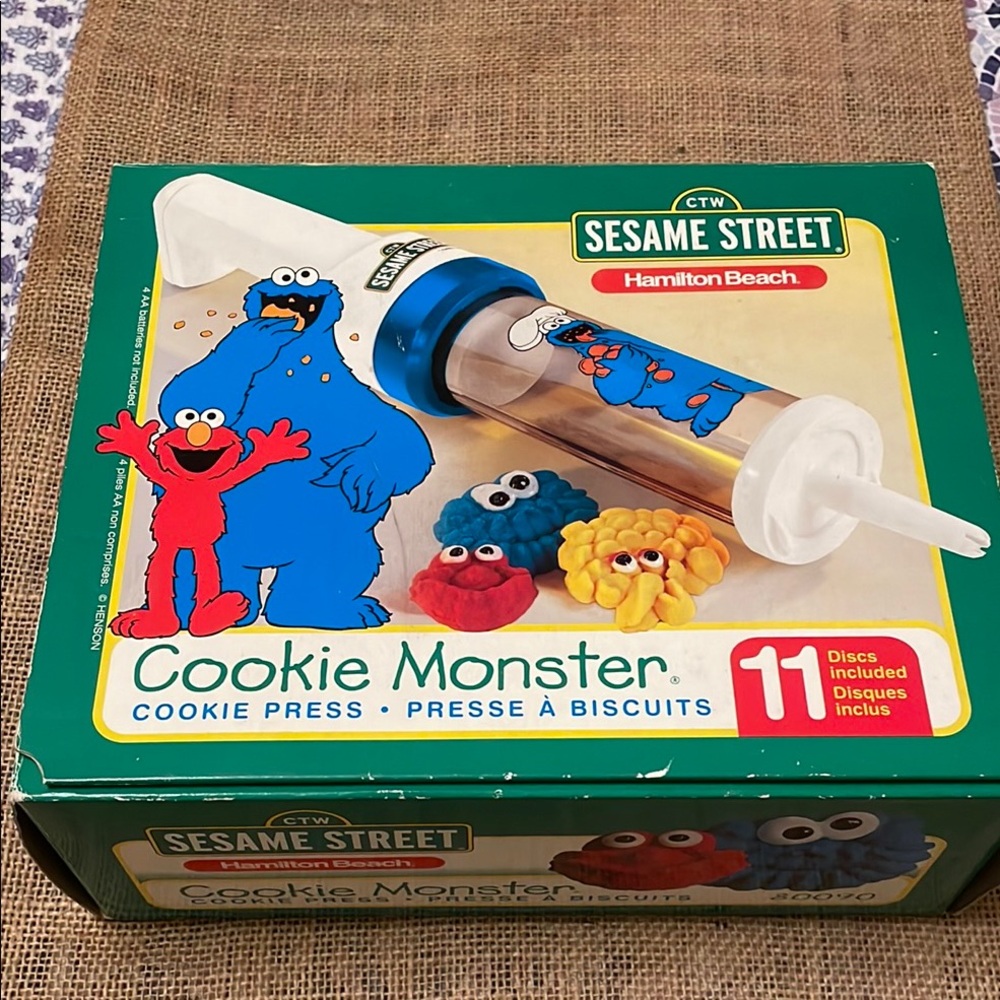 CTW
SESAME STREET®
Hamilton Beach®
CTW
SESAME STREET
4 AA batteries not included.
4 piles AA non comprises. © HENSON
Cookie Monster®
COOKIE PRESS • PRESSE À BISCUITS
11 Discs
included
Disques
inclus
CTW
SESAME STREET
Hamilton Beach®
Cookie Monster
COOKIE PRESS • PRESSE À BISCUITS
80090